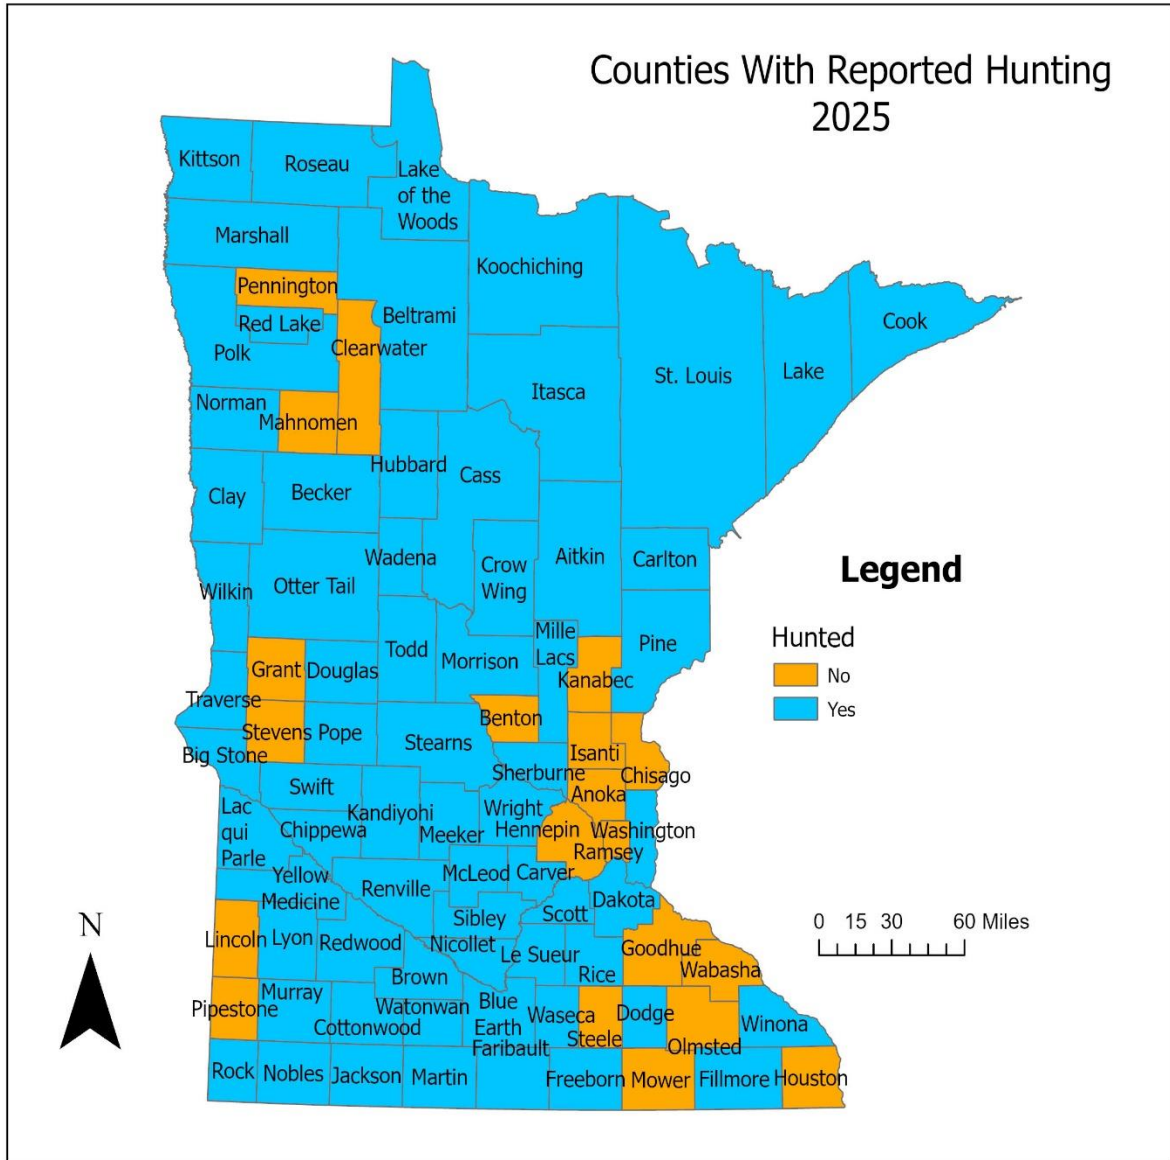 Counties With Reported Hunting
2025
Kittson
Roseau
Lake
of the
Woods
Marshall
Koochiching
Pennington
Beltrami
Red Lake
Cook
Clearwater
Polk
St. Louis
Lake
Itasca
Norman
Mahnomen
Hubbard
Cass
Becker
Clay
Wadena
Aitkin
Carlton
Crow
Wing
Otter Tail
Wilkin
Legend
Hunted
No
Yes
Mille
Lacs
Pine
Todd
Morrison
Grant
Douglas
Kanabec
Traverse
Benton
Stevens
Pope
Stearns
Isanti
Big Stone
Sherburne
Chisago
Swift
Anoka
Lac
qui
Parle
Kandiyohi
Wright
Chippewa
Meeker
Hennepin
Washington
Ramsey
Yellow
Medicine
McLeod
Carver
Renville
Dakota
Sibley
Scott
N
0 15 30 60 Miles
Lincoln
Lyon
Redwood
Nicollet
Le Sueur
Goodhue
Rice
Wabasha
Brown
Murray
Pipestone
Watonwan
Cottonwood
Blue
Earth
Waseca
Steele
Dodge
Olmsted
Winona
Faribault
Rock
Nobles
Jackson
Martin
Freeborn
Mower
Fillmore
Houston